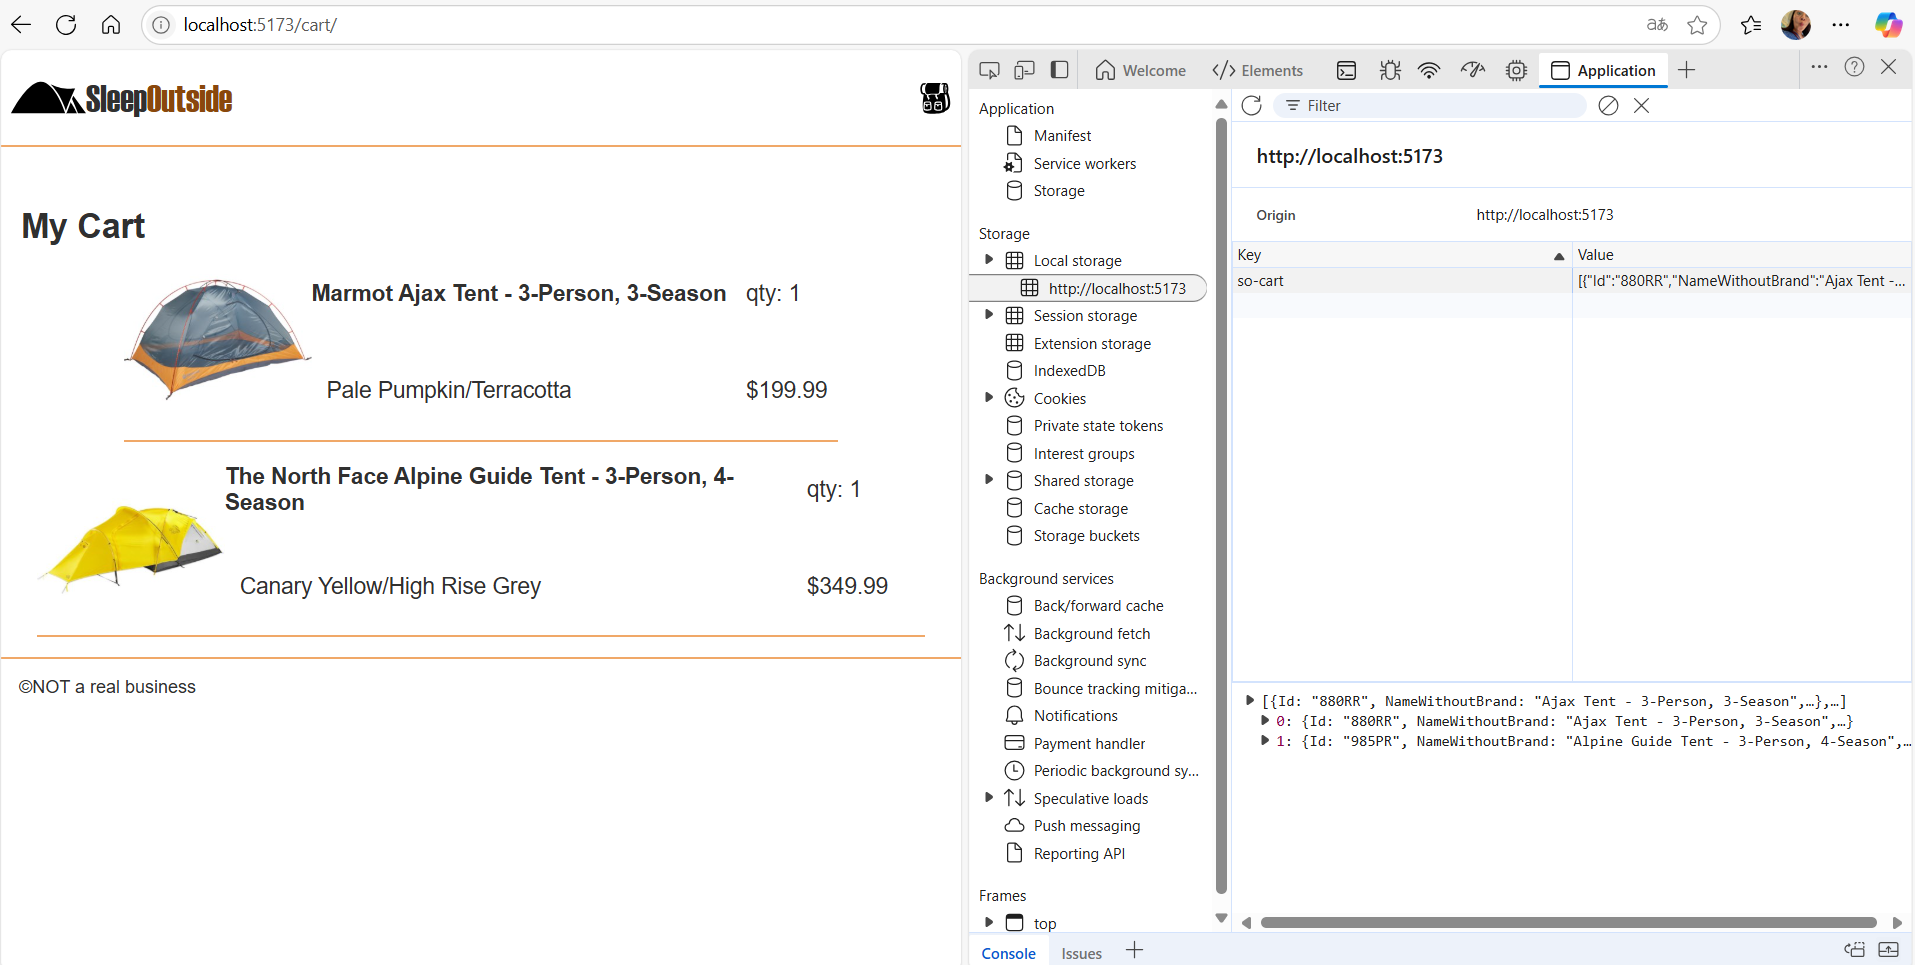 localhost:5173/cart/
SleepOutside
My Cart
Marmot Ajax Tent - 3-Person, 3-Season
qty: 1
Pale Pumpkin/Terracotta
$199.99
The North Face Alpine Guide Tent - 3-Person, 4-
Season
qty: 1
Canary Yellow/High Rise Grey
$349.99
©NOT a real business
Welcome
Elements
Application
Application
Manifest
Service workers
Storage
Storage
Local storage
http://localhost:5173
Session storage
Extension storage
IndexedDB
Cookies
Private state tokens
Interest groups
Shared storage
Cache storage
Storage buckets
Background services
Back/forward cache
Background fetch
Background sync
Bounce tracking mitiga...
Notifications
Payment handler
Periodic background sy...
Speculative loads
Push messaging
Reporting API
Frames
top
Filter
http://localhost:5173
Origin http://localhost:5173
Key Value
so-cart [{"Id":"880RR","NameWithoutBrand":"Ajax Tent -...
[{Id: "880RR", NameWithoutBrand: "Ajax Tent - 3-Person, 3-Season",…},…]
0: {Id: "880RR", NameWithoutBrand: "Ajax Tent - 3-Person, 3-Season",…}
1: {Id: "985PR", NameWithoutBrand: "Alpine Guide Tent - 3-Person, 4-Season",…
Console
Issues